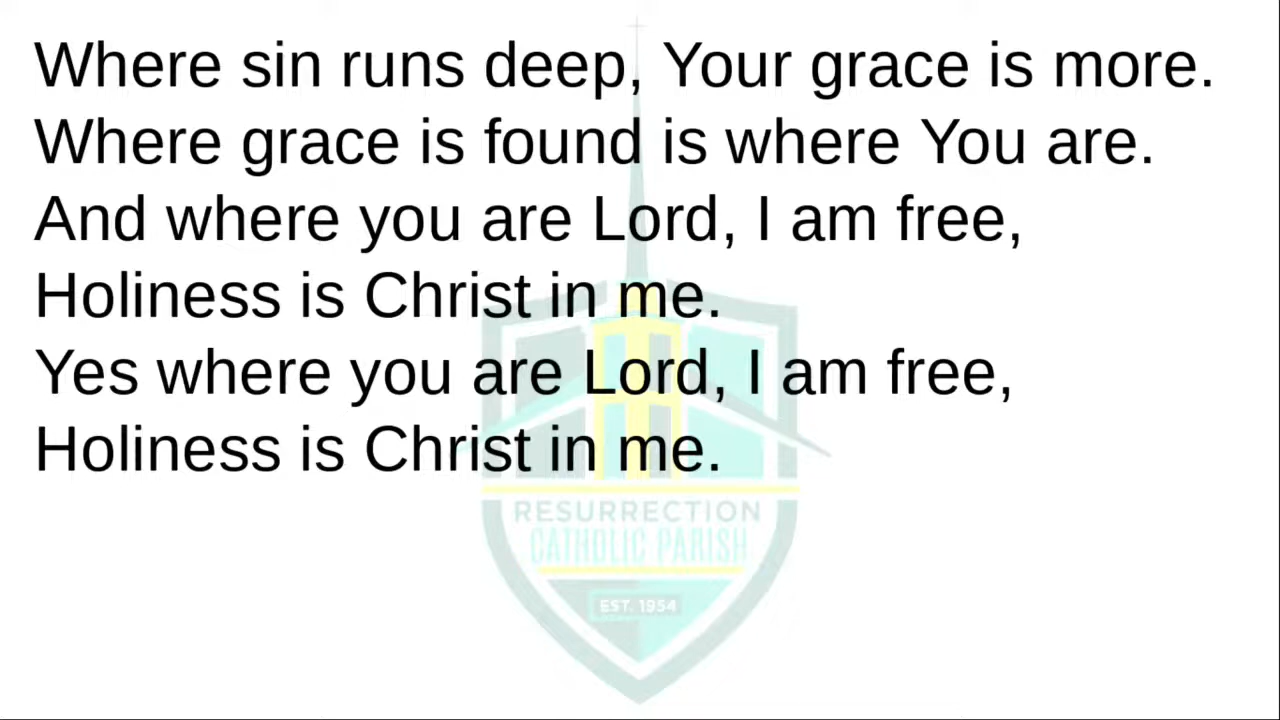 Where sin runs deep, Your grace is more.
Where grace is found is where You are.
And where you are Lord, I am free,
Holiness is Christ in me.
Yes where you are Lord, I am free,
Holiness is Christ in me.
RESURRECTION
CATHOLIC PARISH
EST. 1954